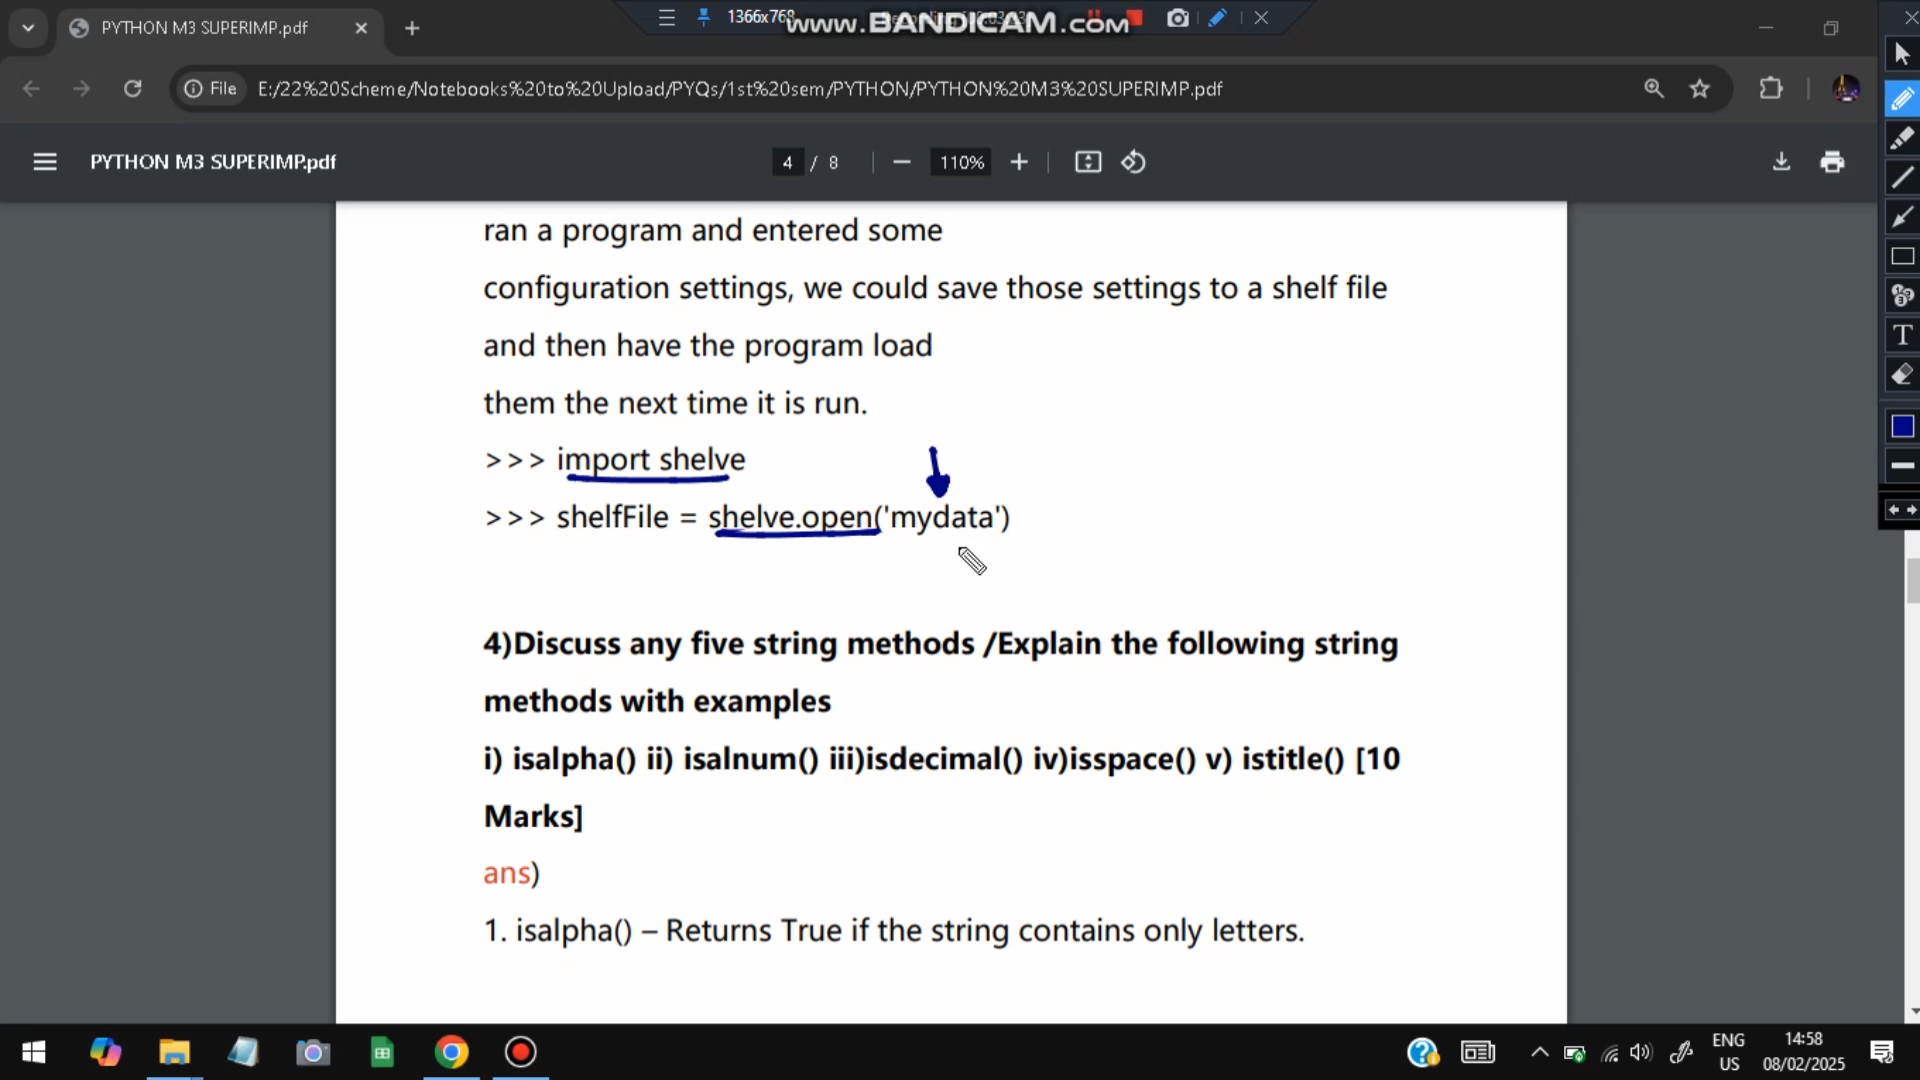 PYTHON M3 SUPERIMP.pdf
1366x768
www.BANDICAM.com
File
E:/22%20Scheme/Notebooks%20to%20Upload/PYQs/1st%20sem/PYTHON/PYTHON%20M3%20SUPERIMP.pdf
PYTHON M3 SUPERIMP.pdf
4 / 8
110%
ran a program and entered some
configuration settings, we could save those settings to a shelf file
and then have the program load
them the next time it is run.
>>> import shelve
>>> shelfFile = shelve.open('mydata')
4)Discuss any five string methods /Explain the following string
methods with examples
i) isalpha() ii) isalnum() iii)isdecimal() iv)isspace() v) istitle() [10
Marks]
ans)
1. isalpha() – Returns True if the string contains only letters.
T
ENG
US
14:58
08/02/2025